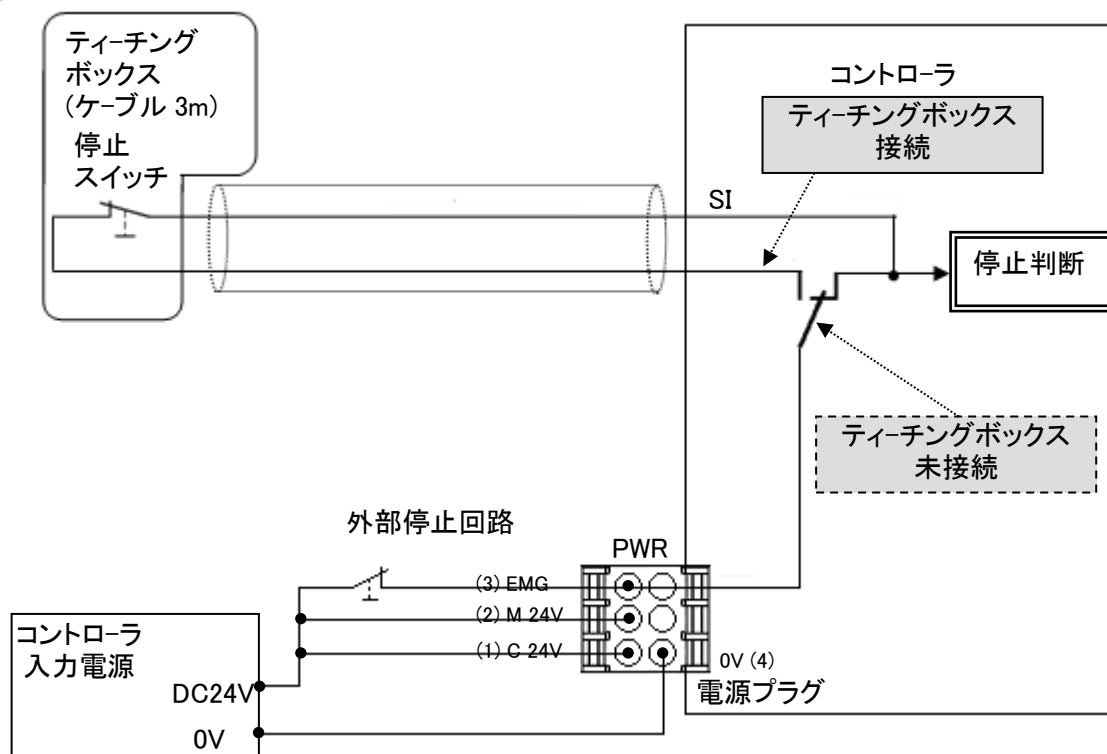 ティーチング
ボックス
(ケーブル 3m)
停止
スイッチ
コントローラ
ティーチングボックス
接続
SI
停止判断
ティーチングボックス
未接続
外部停止回路
PWR
(3) EMG
(2) M 24V
(1) C 24V
0V (4)
電源プラグ
コントローラ
入力電源
DC24V
0V